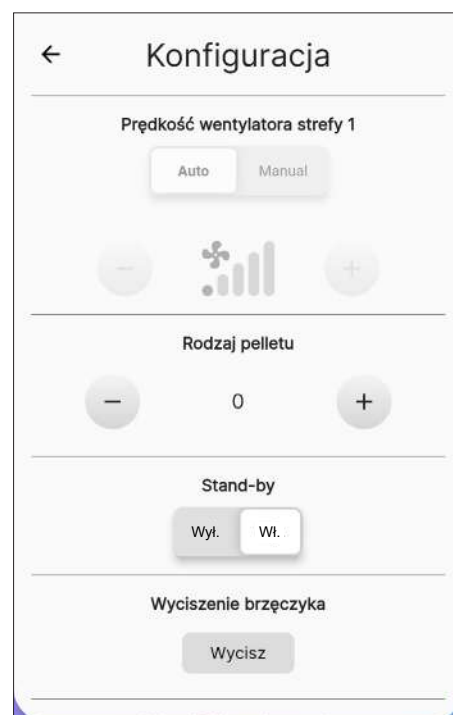 ← Konfiguracja
Prędkość wentylatora strefy 1
Auto Manual
− +
Rodzaj pelletu
− 0 +
Stand-by
Wył. Wł.
Wyciszenie brzęczyka
Wycisz